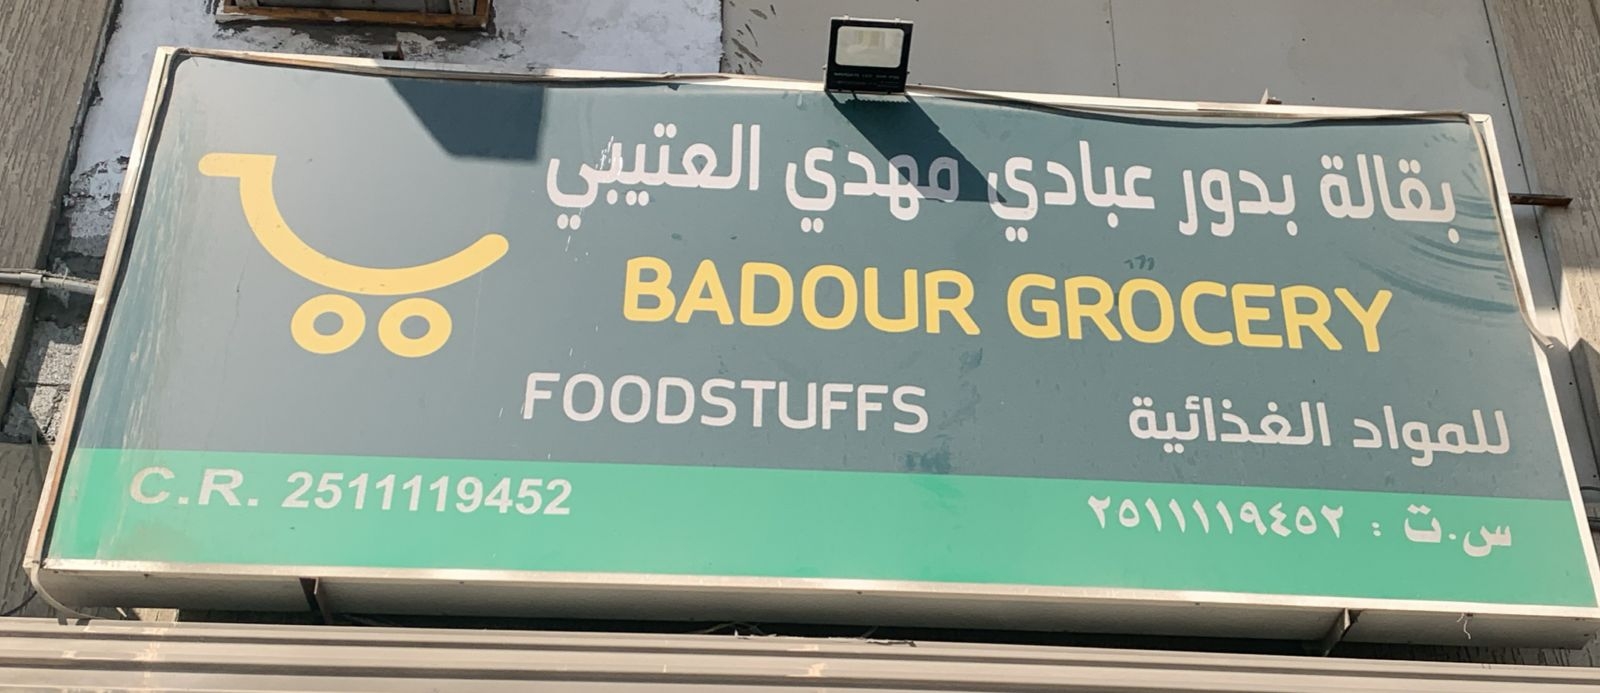 بقالة بدور عبادي مهدي العتيبي
BADOUR GROCERY
FOODSTUFFS للمواد الغذائية
C.R. 2511119452 س.ت : ٢٥١١١١٩٤٥٢